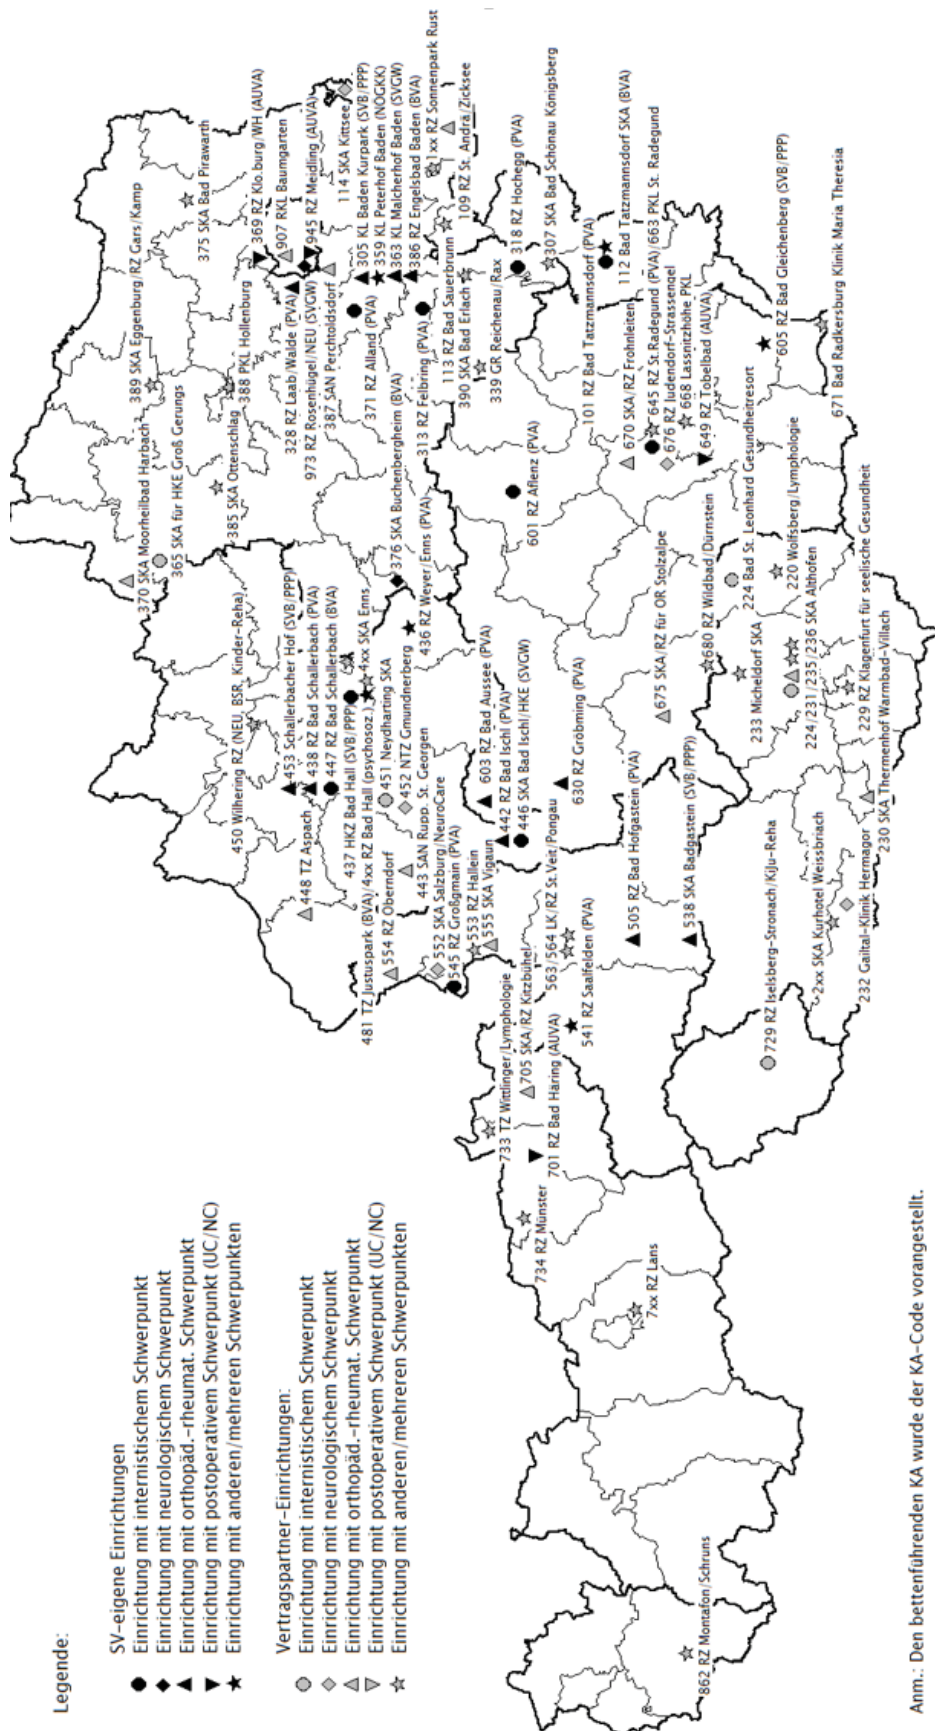 Legende:
SV-eigene Einrichtungen
Einrichtung mit internistischem Schwerpunkt
Einrichtung mit neurologischem Schwerpunkt
Einrichtung mit orthopäd.-rheumat. Schwerpunkt
Einrichtung mit postoperativem Schwerpunkt (UC/NC)
Einrichtung mit anderen/mehreren Schwerpunkten
Vertragspartner-Einrichtungen:
Einrichtung mit internistischem Schwerpunkt
Einrichtung mit neurologischem Schwerpunkt
Einrichtung mit orthopäd.-rheumat. Schwerpunkt
Einrichtung mit postoperativem Schwerpunkt (UC/NC)
Einrichtung mit anderen/mehreren Schwerpunkten
370 SKA Moorheilbad Harbach
389 SKA Eggenburg/RZ Gars/Kamp
365 SKA für HKE Groß Gerungs
375 SKA Bad Pirawarth
385 SKA Ottenschlag
388 PKL Hollenburg
369 RZ Klo.burg/WH (AUVA)
907 RKL Baumgarten
328 RZ Laab/Walde (PVA)
945 RZ Meidling (AUVA)
973 RZ Rosenhügel/NEU (SVGW)
387 SAN Perchtoldsdorf
114 SKA Kittsee
305 KL Baden Kurpark (SVB/PPP)
371 RZ Alland (PVA)
359 KL Peterhof Baden (NÖGKK)
363 KL Malcherhof Baden (SVGW)
386 RZ Engelsbad Baden (BVA)
376 SKA Buchenbergheim (BVA)
313 RZ Felbring (PVA)
1xx RZ Sonnenpark Rust
113 RZ Bad Sauerbrunn
109 RZ St. Andrä/Zicksee
390 SKA Bad Erlach
339 GR Reichenau/Rax
318 RZ Hochegg (PVA)
307 SKA Bad Schönau Königsberg
450 Wilhering RZ (NEU, BSR, Kinder-Reha)
453 Schallerbacher Hof (SVB/PPP)
448 TZ Aspach
438 RZ Bad Schallerbach (PVA)
447 RZ Bad Schallerbach (BVA)
437 HKZ Bad Hall (SVB/PPP)
481 TZ Justuspark (BVA)/4xx RZ Bad Hall (psychosoz.)
4xx SKA Enns
554 RZ Oberndorf
451 Neydharting SKA
452 NTZ Gmundnerberg
436 RZ Weyer/Enns (PVA)
443 SAN Rupp. St. Georgen
552 SKA Salzburg/NeuroCare
545 RZ Großgmain (PVA)
553 RZ Hallein
555 SKA Vigaun
603 RZ Bad Aussee (PVA)
442 RZ Bad Ischl (PVA)
446 SKA Bad Ischl/HKE (SVGW)
601 RZ Aflenz (PVA)
733 TZ Wittlinger/Lymphologie
705 SKA/RZ Kitzbühel
563/564 LK/RZ St.Veit/Pongau
701 RZ Bad Häring (AUVA)
541 RZ Saalfelden (PVA)
734 RZ Münster
7xx RZ Lans
862 RZ Montafon/Schruns
630 RZ Gröbming (PVA)
505 RZ Bad Hofgastein (PVA)
538 SKA Badgastein (SVB/PPP))
101 RZ Bad Tatzmannsdorf (PVA)
112 Bad Tatzmannsdorf SKA (BVA)
670 SKA/RZ Frohnleiten
645 RZ St.Radegund (PVA)/663 PKL St. Radegund
676 RZ Judendorf-Strassengel
668 Lassnitzhöhe PKL
649 RZ Tobelbad (AUVA)
675 SKA/RZ für OR Stolzalpe
680 RZ Wildbad/Dürnstein
224 Bad St. Leonhard Gesundheitresort
233 Micheldorf SKA
220 Wolfsberg/Lymphologie
605 RZ Bad Gleichenberg (SVB/PPP)
671 Bad Radkersburg Klinik Maria Theresia
224/231/235/236 SKA Althofen
229 RZ Klagenfurt für seelische Gesundheit
230 SKA Thermenhof Warmbad-Villach
729 RZ Iselsberg-Stronach/KiJu-Reha
2xx SKA Kurhotel Weissbriach
232 Gailtal-Klinik Hermagor
Anm.: Den bettenführenden KA wurde der KA-Code vorangestellt.